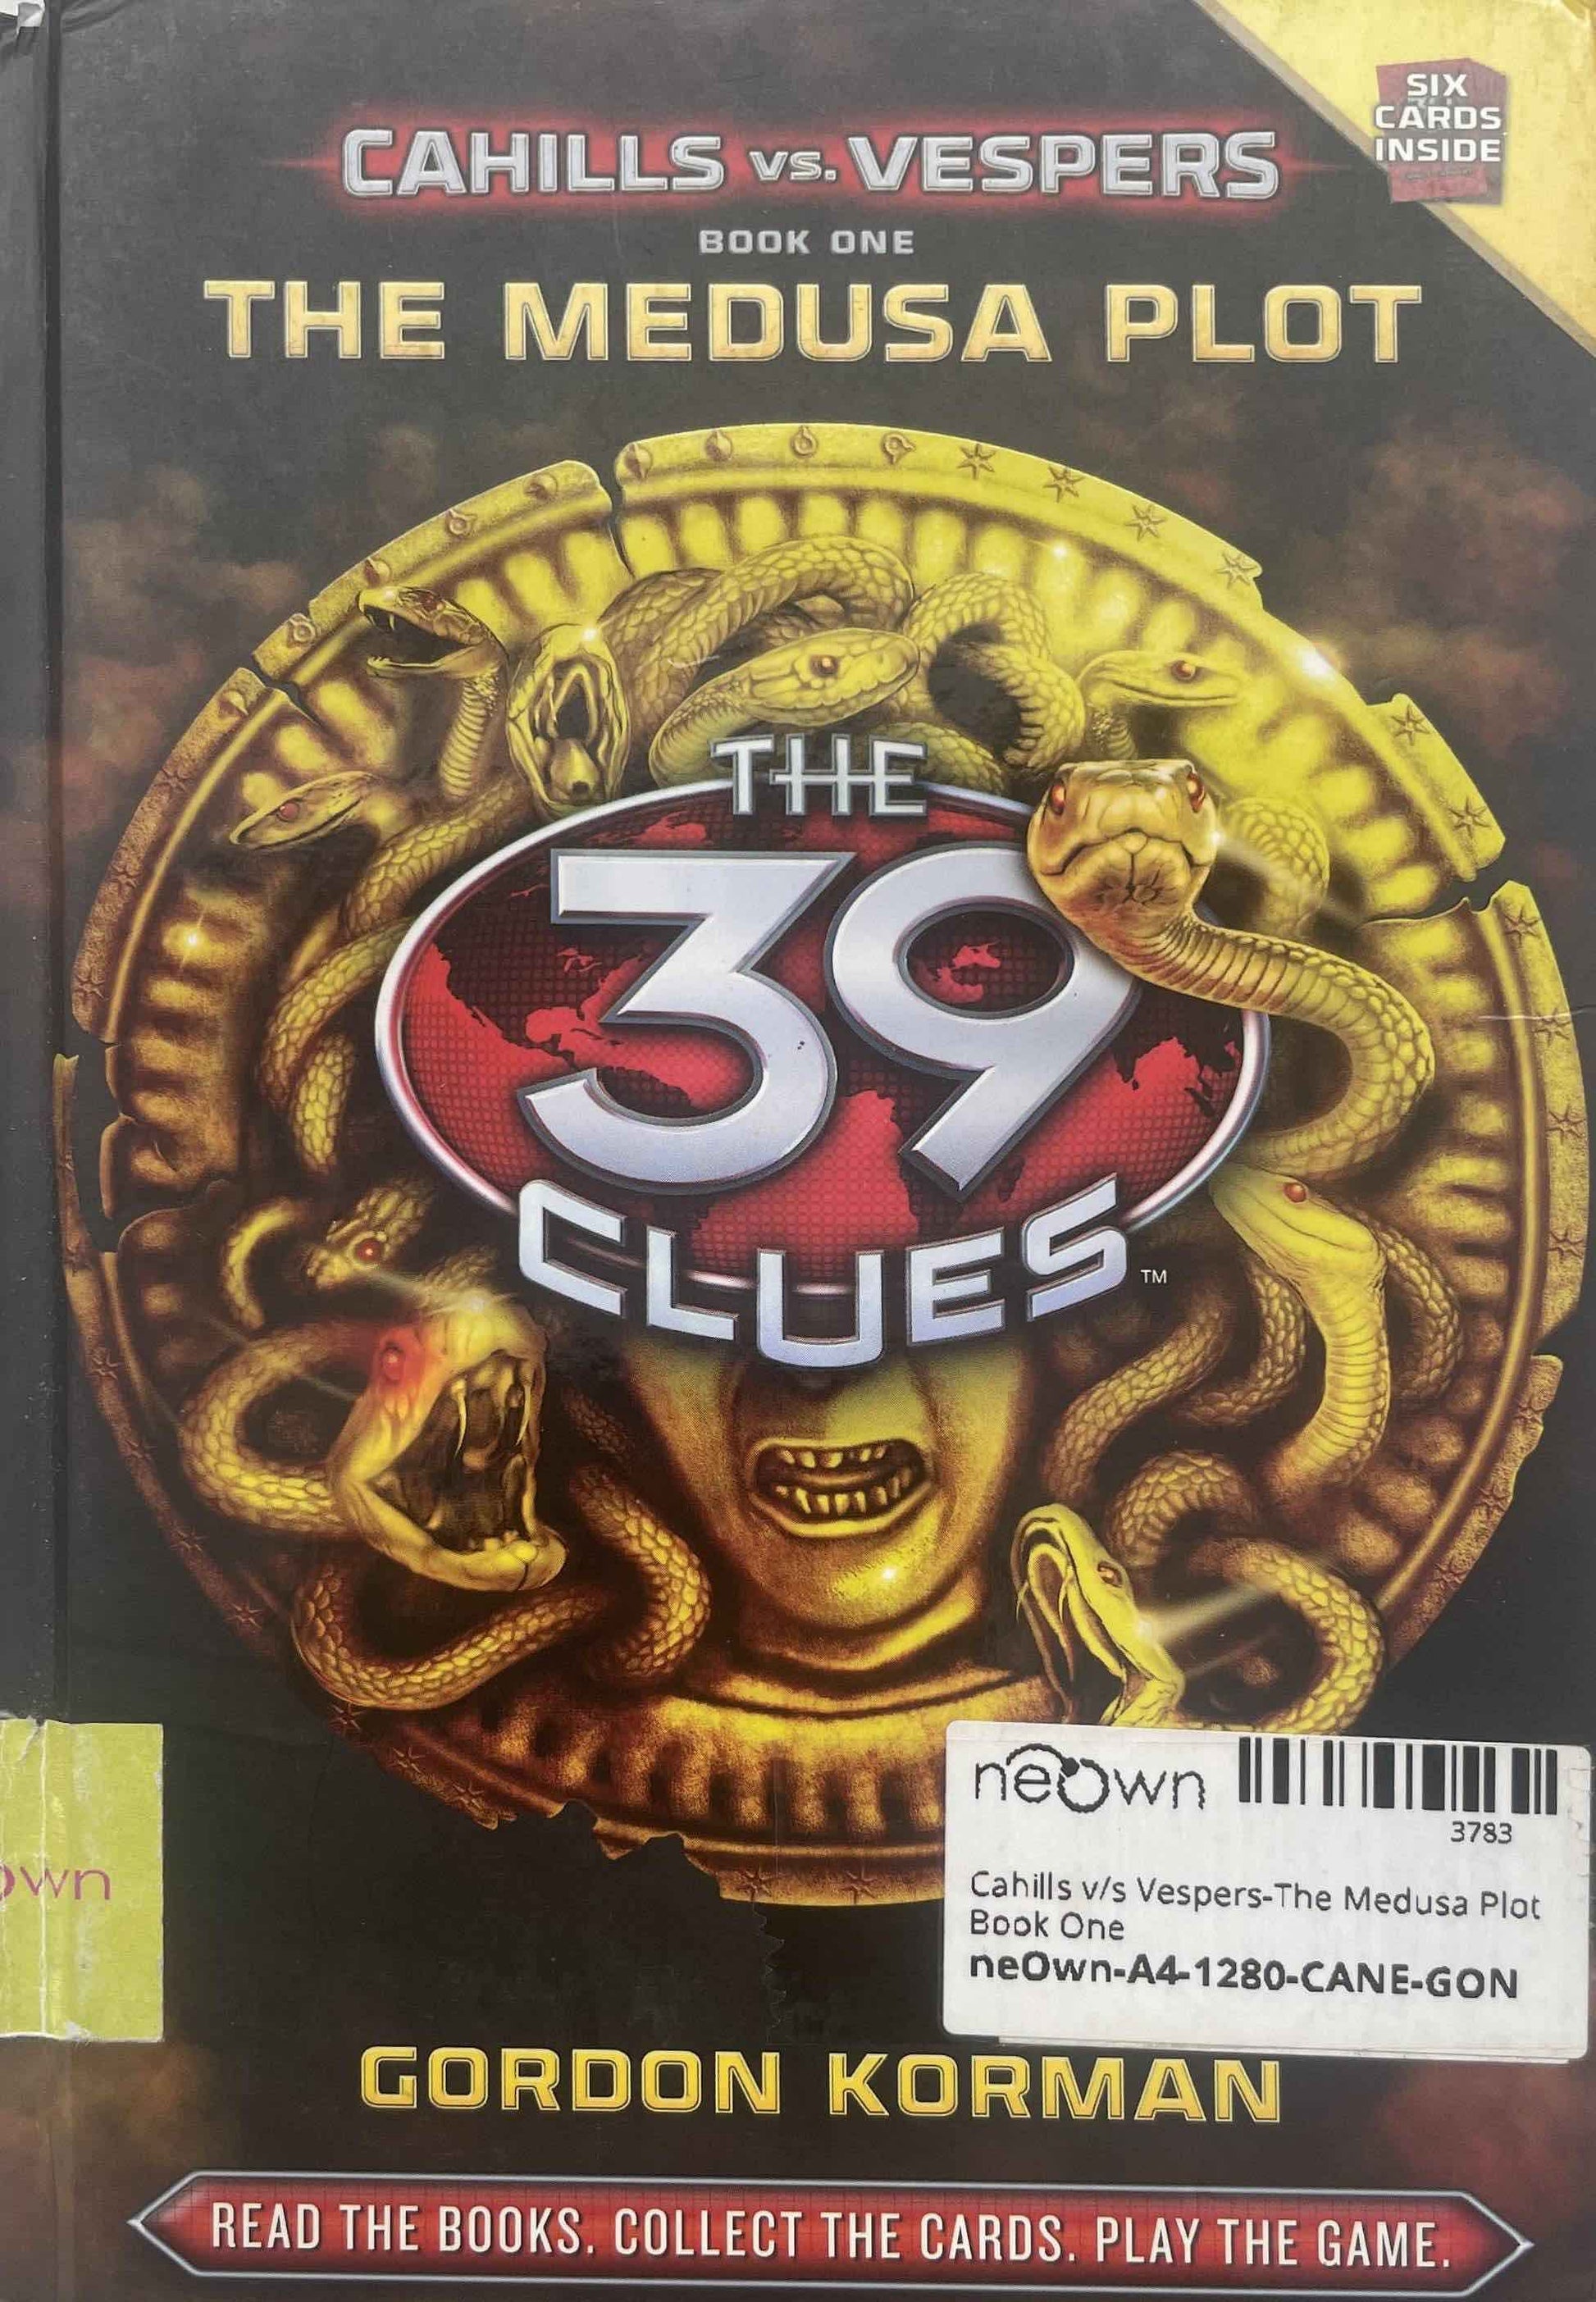 SIX
CARDS
INSIDE
CAHILLS VS. VESPERS
BOOK ONE
THE MEDUSA PLOT
THE
39
CLUES
TM
neOwn
3783
Cahills v/s Vespers-The Medusa Plot
Book One
neOwn-A4-1280-CANE-GON
own
GORDON KORMAN
READ THE BOOKS. COLLECT THE CARDS. PLAY THE GAME.